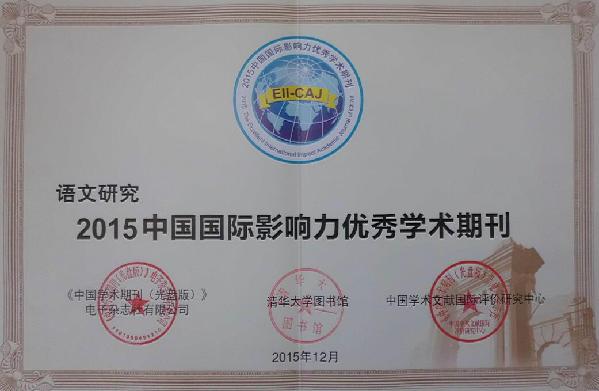 2015中国国际影响力优秀学术期刊
EII-CAJ
语文研究
2015中国国际影响力优秀学术期刊
《中国学术期刊（光盘版）》
电子杂志社有限公司
清华大学图书馆
中国学术文献国际评价研究中心
2015年12月